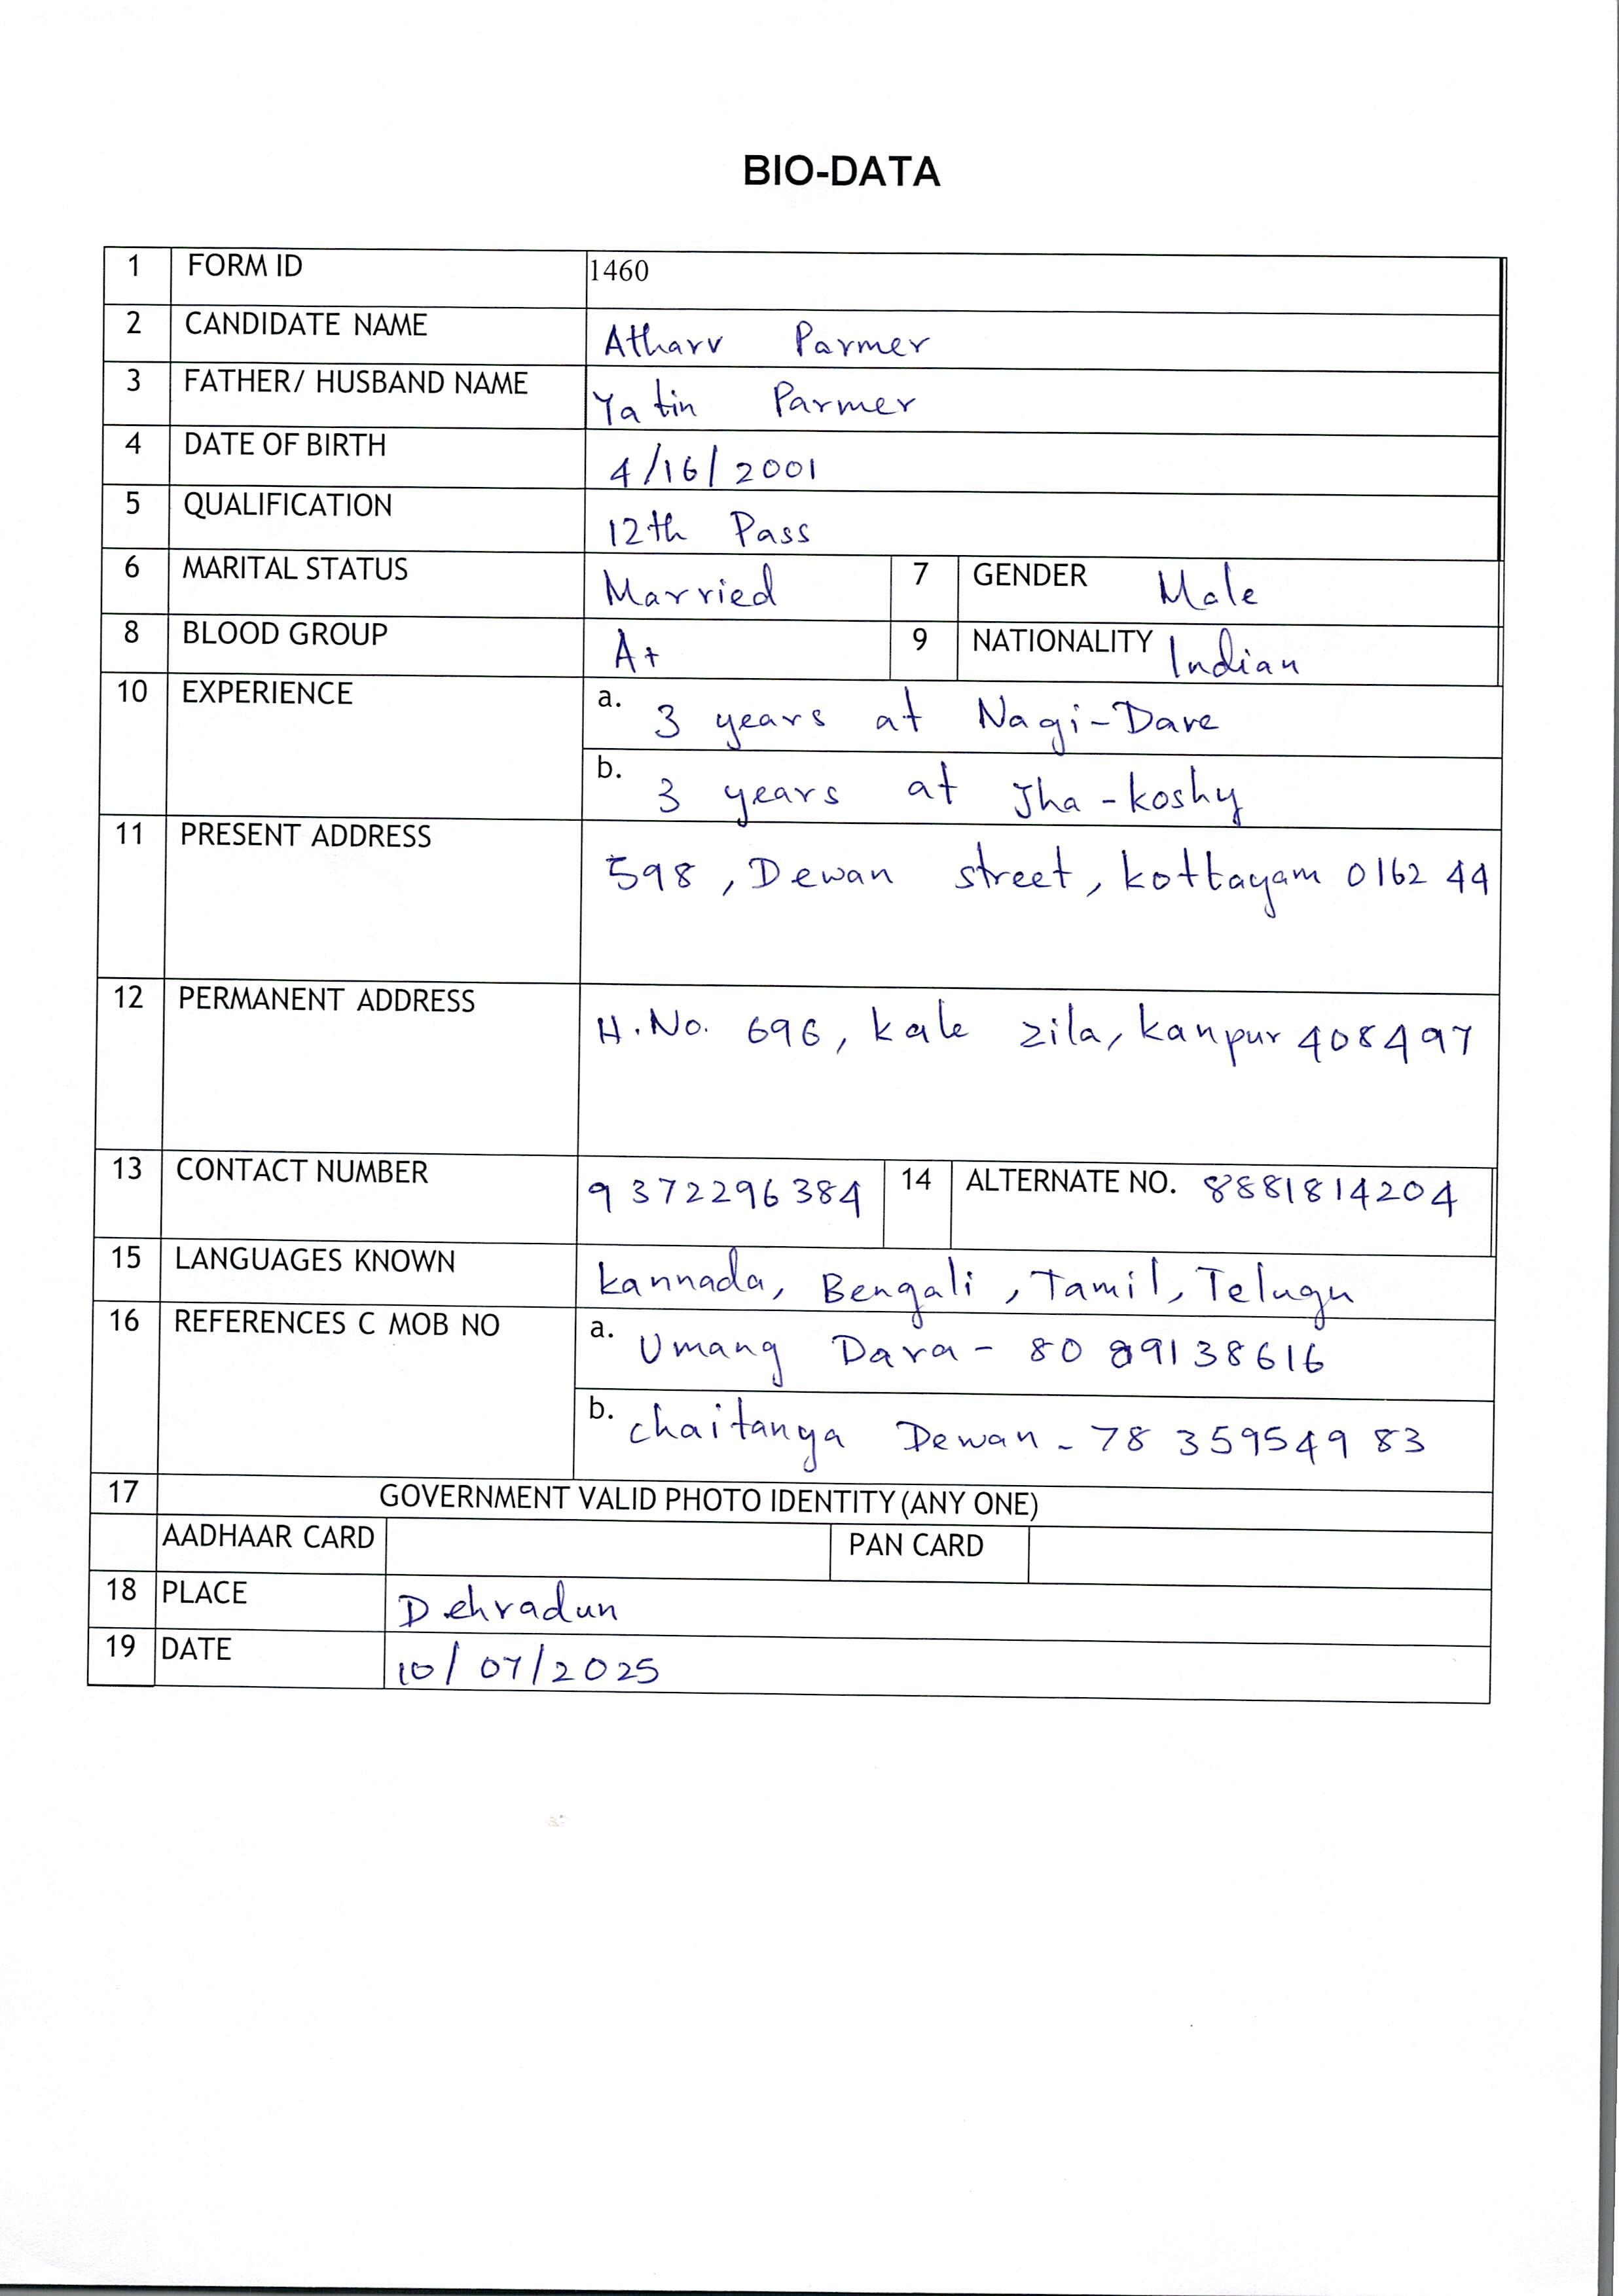 BIO-DATA
1 FORM ID 1460
2 CANDIDATE NAME Atharv Parmer
3 FATHER/ HUSBAND NAME Yatin Parmer
4 DATE OF BIRTH 4/16/2001
5 QUALIFICATION 12th Pass
6 MARITAL STATUS Married 7 GENDER Male
8 BLOOD GROUP A+ 9 NATIONALITY Indian
10 EXPERIENCE a. 3 years at Nagi-Dave
b. 3 years at Jha-koshy
11 PRESENT ADDRESS 598, Dewan street, kottayam 016244
12 PERMANENT ADDRESS H.No. 696, kale zila, kanpur 408497
13 CONTACT NUMBER 9372296384 14 ALTERNATE NO. 8881814204
15 LANGUAGES KNOWN kannada, Bengali, Tamil, Telugu
16 REFERENCES C MOB NO a. Umang Dara - 8089138616
b. chaitanya Dewan - 7835954983
17 GOVERNMENT VALID PHOTO IDENTITY (ANY ONE)
AADHAAR CARD PAN CARD
18 PLACE Dehradun
19 DATE 10/07/2025